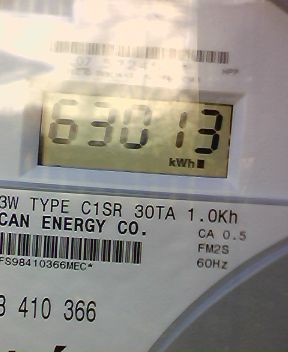 63013
kWh
3W TYPE C1SR 30TA 1.0Kh
CAN ENERGY CO.
CA 0.5
FM2S
FS98410366MEC*
60Hz
8 410 366